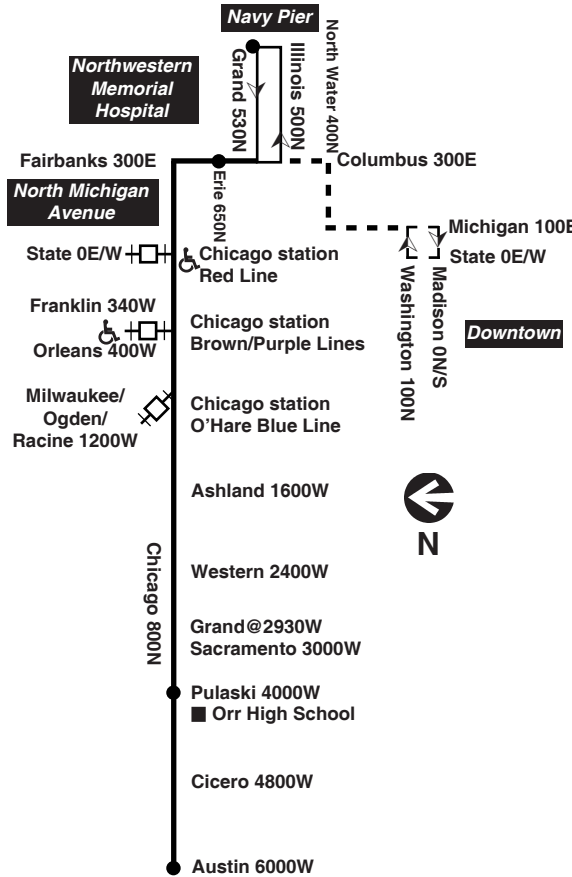 Navy Pier
Northwestern
Memorial
Hospital
Grand 530N
Illinois 500N
North Water 400N
Fairbanks 300E
Erie 650N
Columbus 300E
North Michigan
Avenue
Michigan 100E
State 0E/W
State 0E/W
Chicago station
Red Line
Washington 100N
Madison 0N/S
Downtown
Franklin 340W
Orleans 400W
Chicago station
Brown/Purple Lines
Milwaukee/
Ogden/
Racine 1200W
Chicago station
O'Hare Blue Line
Ashland 1600W
N
Chicago 800N
Western 2400W
Grand@2930W
Sacramento 3000W
Pulaski 4000W
Orr High School
Cicero 4800W
Austin 6000W